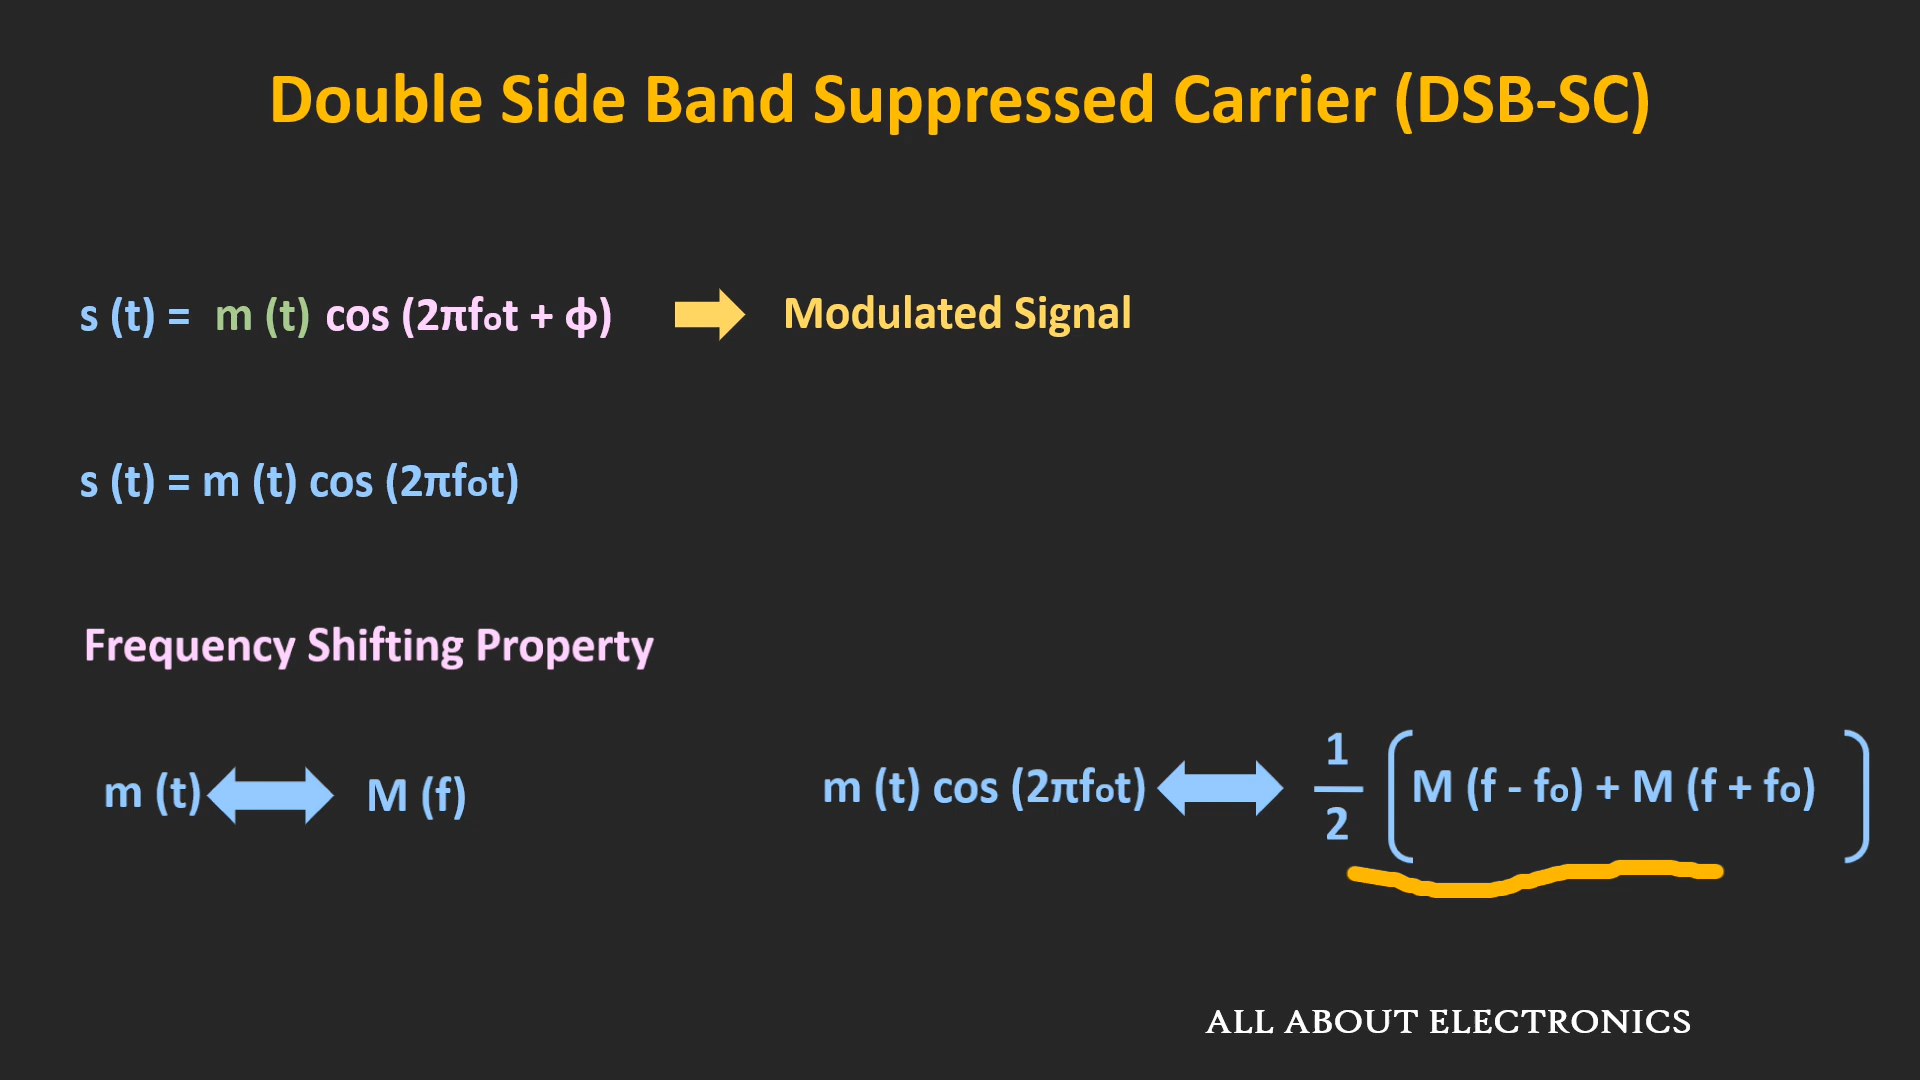 Double Side Band Suppressed Carrier (DSB-SC)
s (t) = m (t) cos (2πf₀t + ϕ) Modulated Signal
s (t) = m (t) cos (2πf₀t)
Frequency Shifting Property
m (t) M (f) m (t) cos (2πf₀t) 1/2 [M (f - f₀) + M (f + f₀)]
ALL ABOUT ELECTRONICS